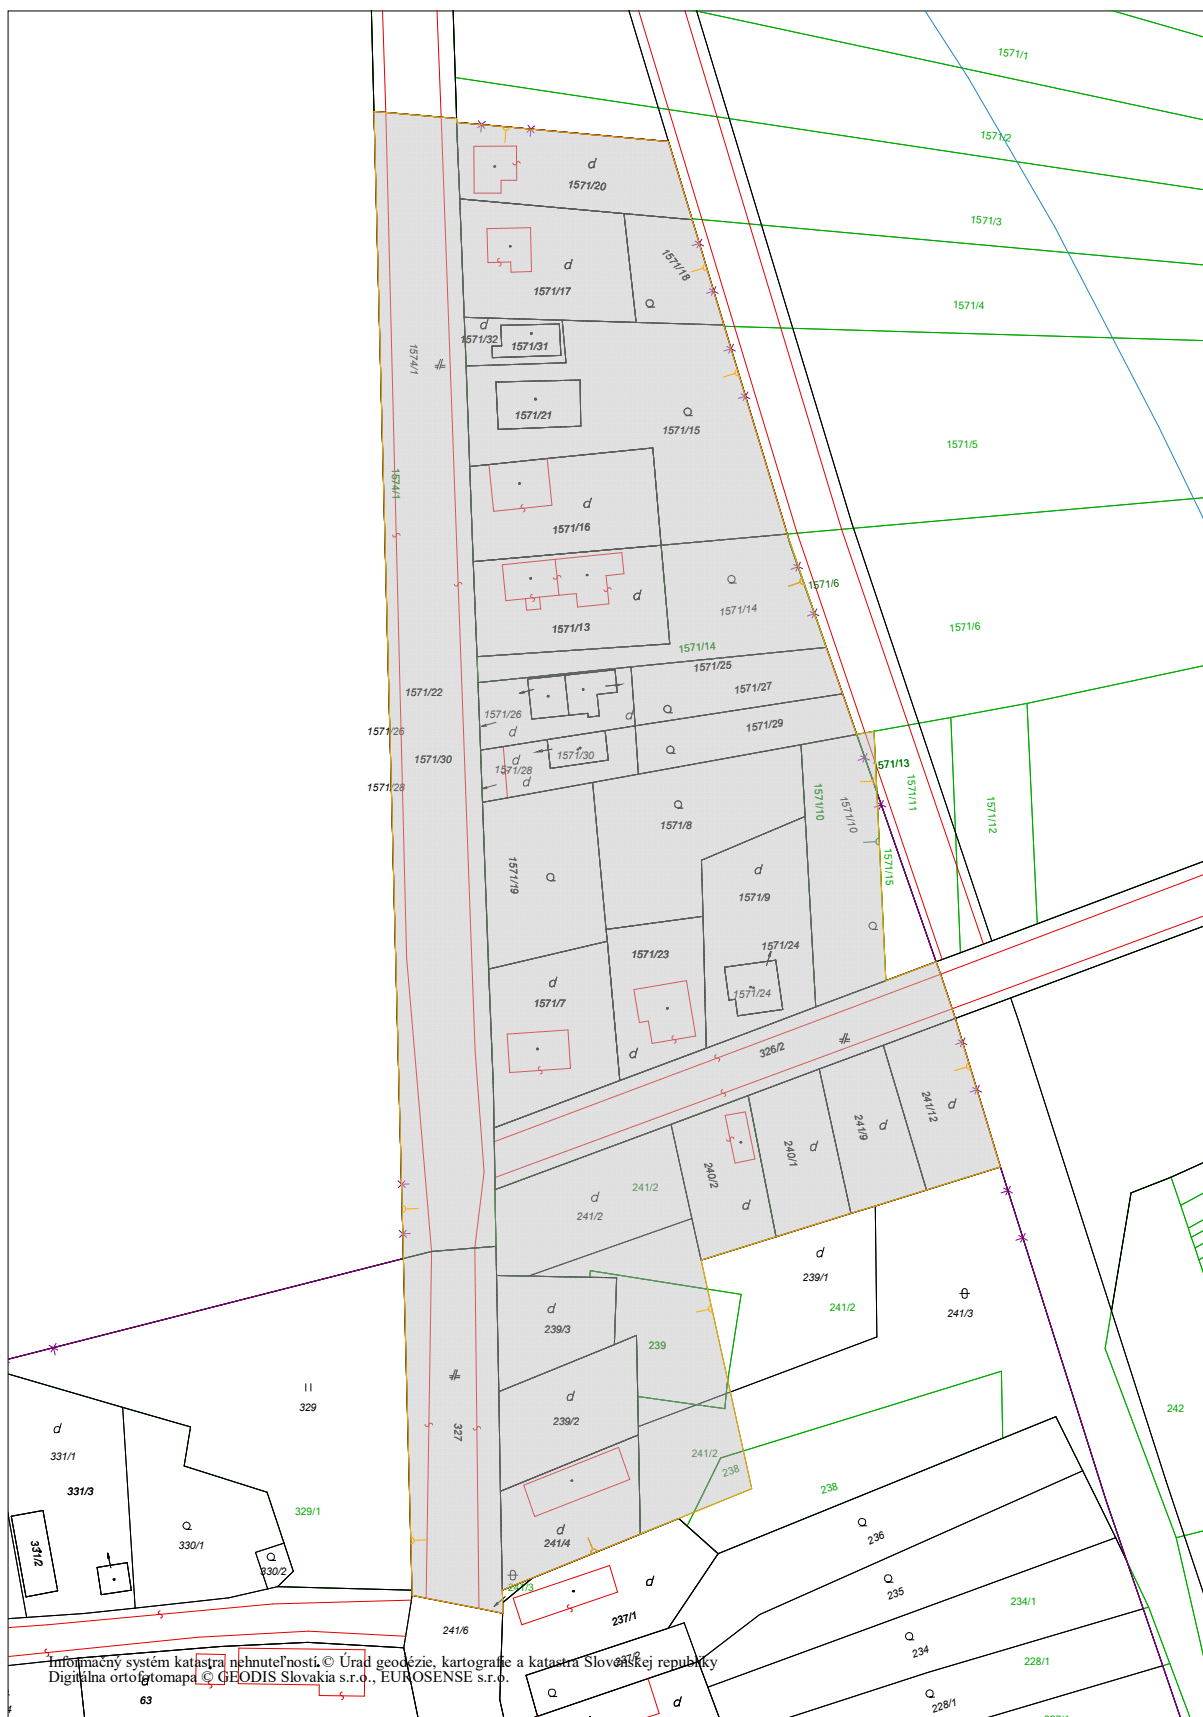 1571/1
1571/2
d
1571/20
1571/3
1571/18
d
1571/17
Q
1571/4
d
1571/32
1571/31
1574/1
1571/21
Q
1571/15
1571/5
1574/1
d
1571/16
Q
1571/6
d
1571/14
1571/13
1571/6
1571/14
1571/25
1571/22
1571/27
1571/26
d
Q
1571/29
1571/26
d
Q
1571/30
1571/30
d
1571/28
d
1571/13
1571/28
1571/10
1571/10
1571/11
1571/12
Q
1571/8
1571/15
1571/19
Q
d
1571/9
Q
1571/23
1571/24
d
1571/7
1571/24
d
326/2
241/12
d
241/9
d
240/1
d
240/2
d
241/2
d
241/2
d
239/1
241/2
241/3
d
239/3
239
329
d
239/2
327
242
d
331/1
331/3
241/2
238
238
329/1
Q
330/1
Q
236
d
241/4
331/2
Q
330/2
241/3
d
237/1
Q
235
234/1
241/6
Q
234
237/2
228/1
Informačný systém katastra nehnuteľností © Úrad geodézie, kartografie a katastra Slovenskej republiky
Digitálna ortofotomapa © GEODIS Slovakia s.r.o., EUROSENSE s.r.o.
d
63
Q
d
Q
228/1